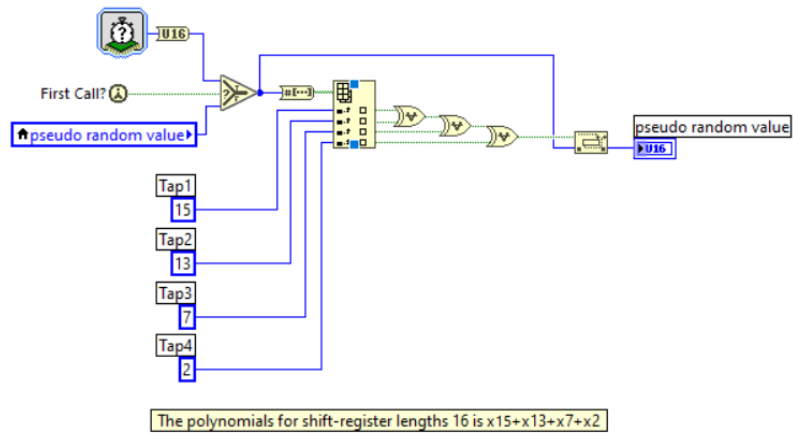 U16
First Call?
pseudo random value
pseudo random value
U16
Tap1
15
Tap2
13
Tap3
7
Tap4
2
The polynomials for shift-register lengths 16 is x15+x13+x7+x2